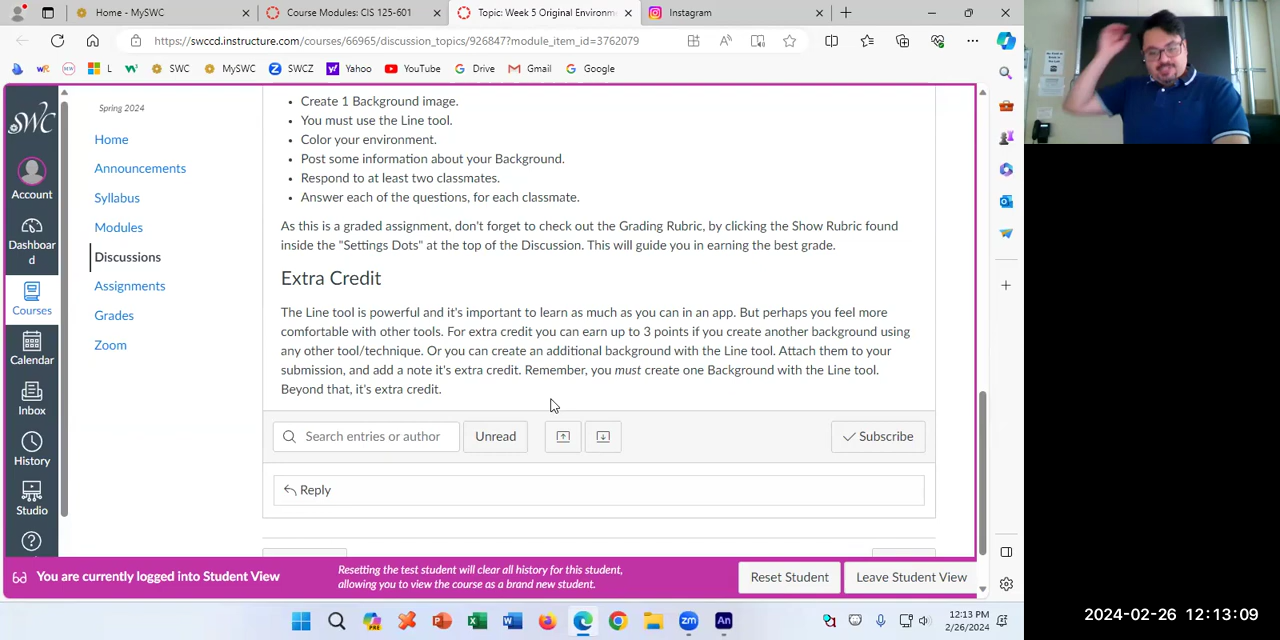 Home - MySWC
Course Modules: CIS 125-601
Topic: Week 5 Original Environm
Instagram
https://swccd.instructure.com/courses/66965/discussion_topics/926847?module_item_id=3762079
L
SWC
MySWC
SWCZ
Yahoo
YouTube
Drive
Gmail
Google
SWC
Account
Dashboar
d
Courses
Calendar
Inbox
History
Studio
Spring 2024
Home
Announcements
Syllabus
Modules
Discussions
Assignments
Grades
Zoom
• Create 1 Background image.
• You must use the Line tool.
• Color your environment.
• Post some information about your Background.
• Respond to at least two classmates.
• Answer each of the questions, for each classmate.
As this is a graded assignment, don't forget to check out the Grading Rubric, by clicking the Show Rubric found
inside the "Settings Dots" at the top of the Discussion. This will guide you in earning the best grade.
Extra Credit
The Line tool is powerful and it's important to learn as much as you can in an app. But perhaps you feel more
comfortable with other tools. For extra credit you can earn up to 3 points if you create another background using
any other tool/technique. Or you can create an additional background with the Line tool. Attach them to your
submission, and add a note it's extra credit. Remember, you must create one Background with the Line tool.
Beyond that, it's extra credit.
Search entries or author
Unread
Subscribe
Reply
You are currently logged into Student View
Resetting the test student will clear all history for this student,
allowing you to view the course as a brand new student.
Reset Student
Leave Student View
12:13 PM
2/26/2024
2024-02-26 12:13:09